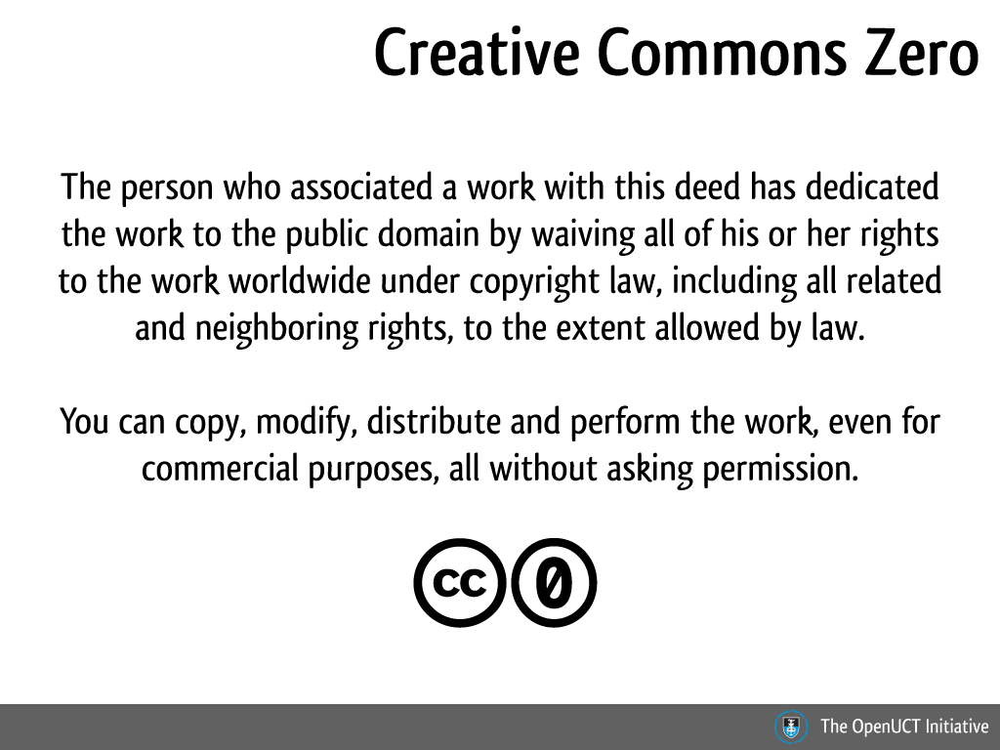 Creative Commons Zero
The person who associated a work with this deed has dedicated
the work to the public domain by waiving all of his or her rights
to the work worldwide under copyright law, including all related
and neighboring rights, to the extent allowed by law.
You can copy, modify, distribute and perform the work, even for
commercial purposes, all without asking permission.
cc 0
The OpenUCT Initiative